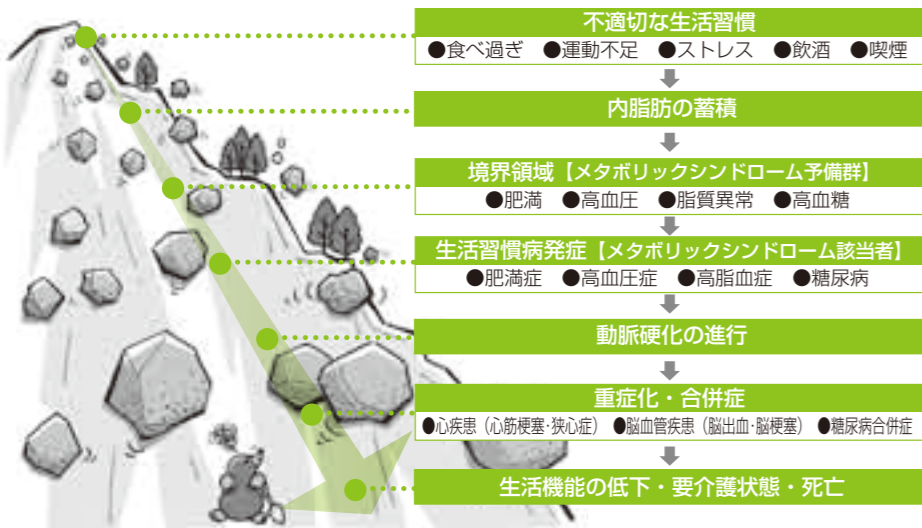 不適切な生活習慣
●食べ過ぎ ●運動不足 ●ストレス ●飲酒 ●喫煙
内脂肪の蓄積
境界領域【メタボリックシンドローム予備群】
●肥満 ●高血圧 ●脂質異常 ●高血糖
生活習慣病発症【メタボリックシンドローム該当者】
●肥満症 ●高血圧症 ●高脂血症 ●糖尿病
動脈硬化の進行
重症化・合併症
●心疾患（心筋梗塞・狭心症） ●脳血管疾患（脳出血・脳梗塞） ●糖尿病合併症
生活機能の低下・要介護状態・死亡